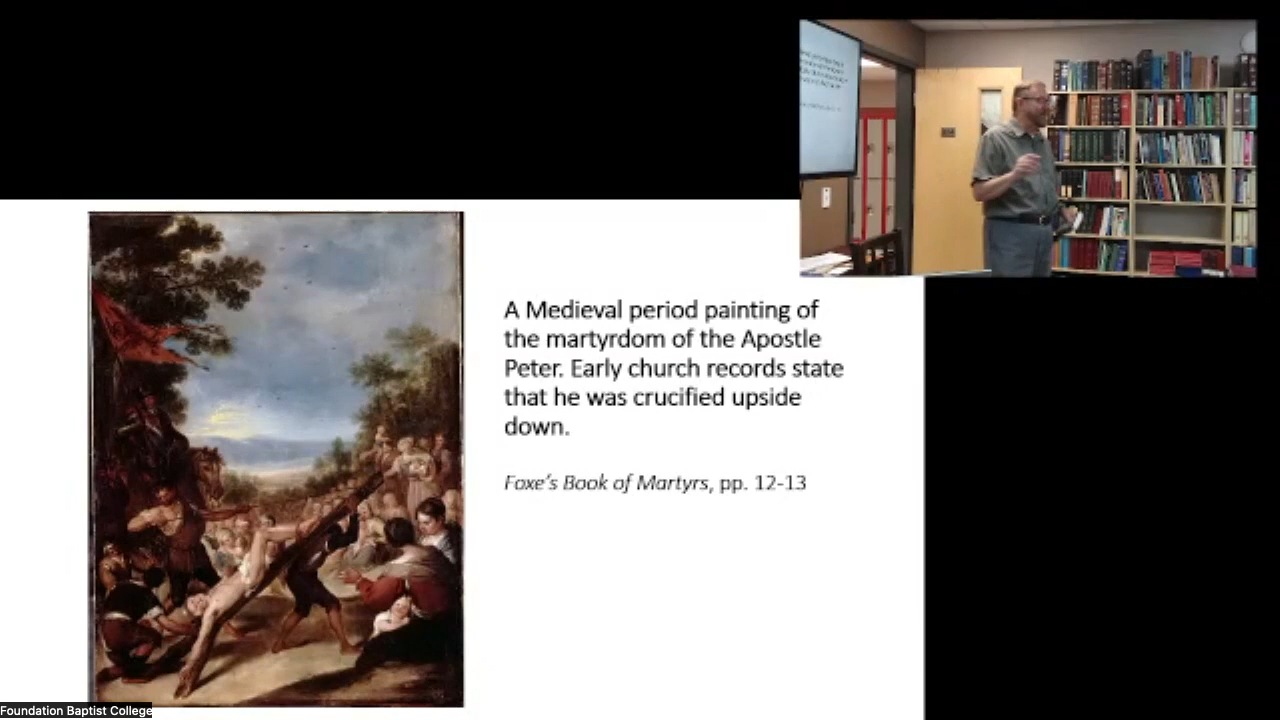 A Medieval period painting of
the martyrdom of the Apostle
Peter. Early church records state
that he was crucified upside
down.
Foxe's Book of Martyrs, pp. 12-13
Foundation Baptist College